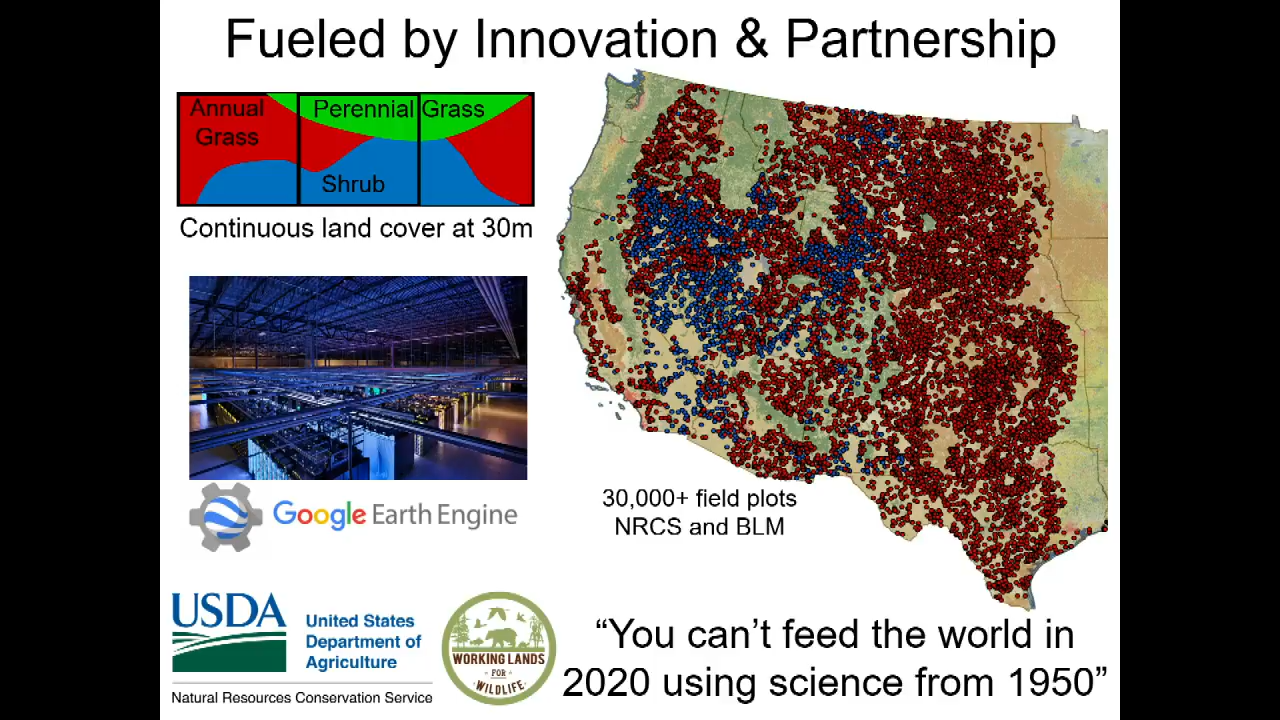 Fueled by Innovation & Partnership
Annual
Grass
Perennial Grass
Shrub
Continuous land cover at 30m
Google Earth Engine
30,000+ field plots
NRCS and BLM
USDA
United States
Department of
Agriculture
Natural Resources Conservation Service
WORKING LANDS
FOR
WILDLIFE
“You can’t feed the world in
2020 using science from 1950”